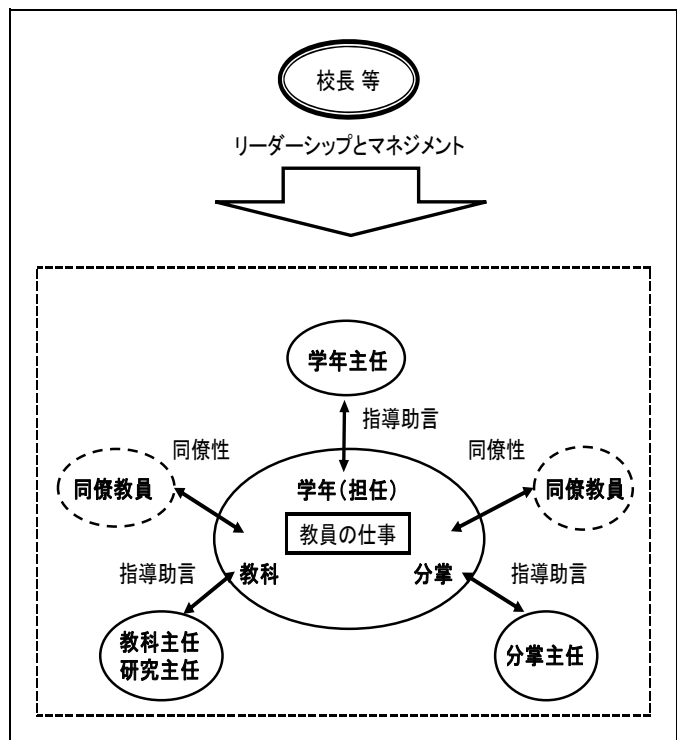 校長 等
リーダーシップとマネジメント
学年主任
指導助言
同僚性
同僚性
同僚教員
学年(担任)
同僚教員
教員の仕事
指導助言
教科
分掌
指導助言
教科主任
研究主任
分掌主任